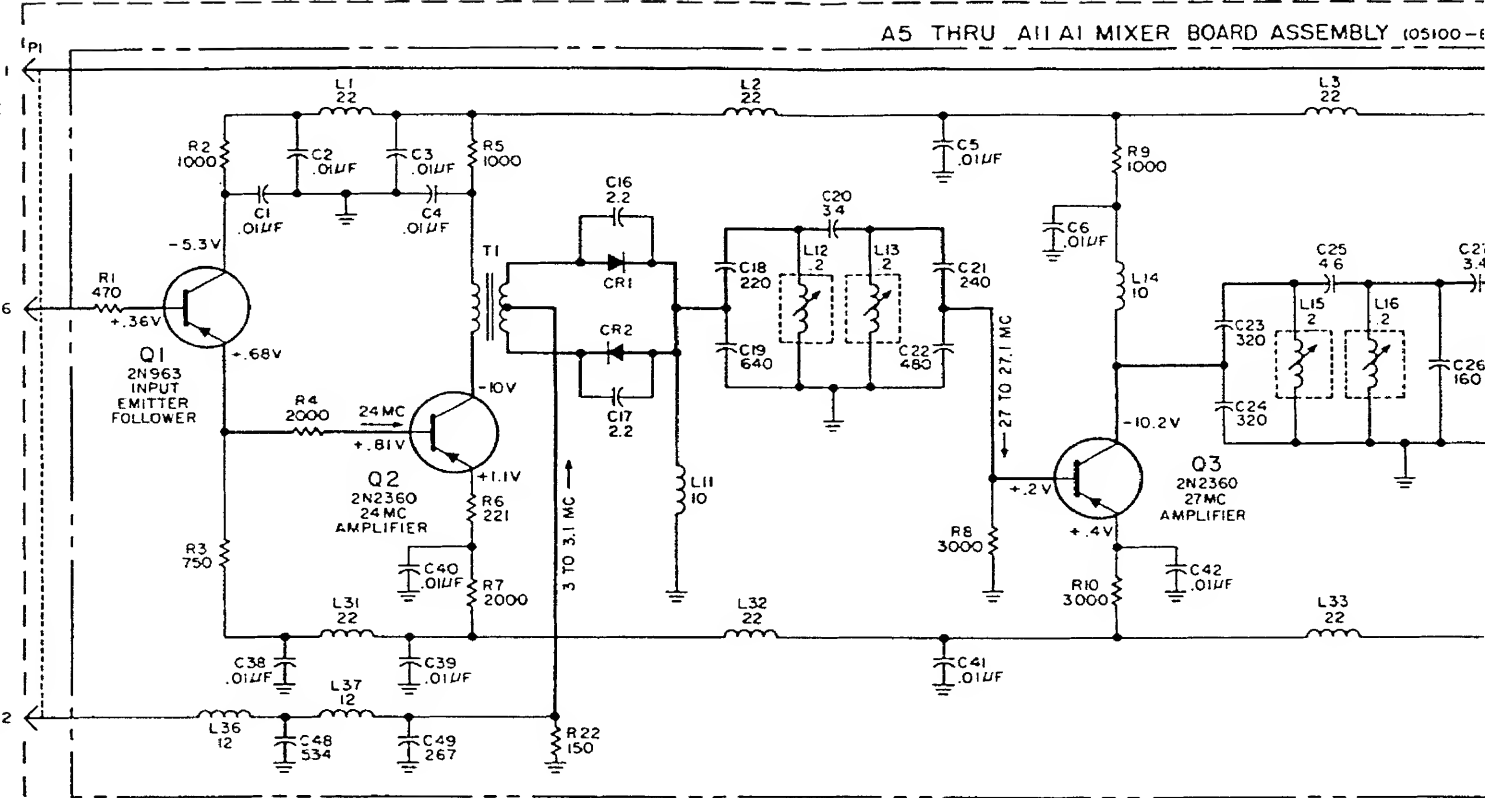 A5 THRU A11 A1 MIXER BOARD ASSEMBLY (05100-6
P1
1
L1
22
L2
22
L3
22
R2
1000
C2
.01UF
C3
.01UF
R5
1000
C5
.01UF
R9
1000
C1
.01UF
C4
.01UF
C16
2.2
C20
3.4
C6
.01UF
-5.3V
T1
CR1
L12
.2
L13
.2
C25
4.6
C27
3.4
R1
470
C18
220
C21
240
L14
10
L15
.2
L16
.2
6
+.36V
CR2
C23
320
+.68V
C19
640
C22
480
C26
160
Q1
2N963
INPUT
EMITTER
FOLLOWER
-10V
C17
2.2
27 TO 27.1 MC
C24
320
R4
2000
24MC
+.81V
-10.2V
Q2
2N2360
24MC
AMPLIFIER
+1.1V
R6
221
L11
10
+.2V
Q3
2N2360
27MC
AMPLIFIER
R3
750
3 TO 3.1 MC
R8
3000
+.4V
C40
.01UF
R7
2000
R10
3000
C42
.01UF
L31
22
L32
22
L33
22
C38
.01UF
C39
.01UF
C41
.01UF
L37
12
2
L36
12
C48
534
C49
267
R22
150